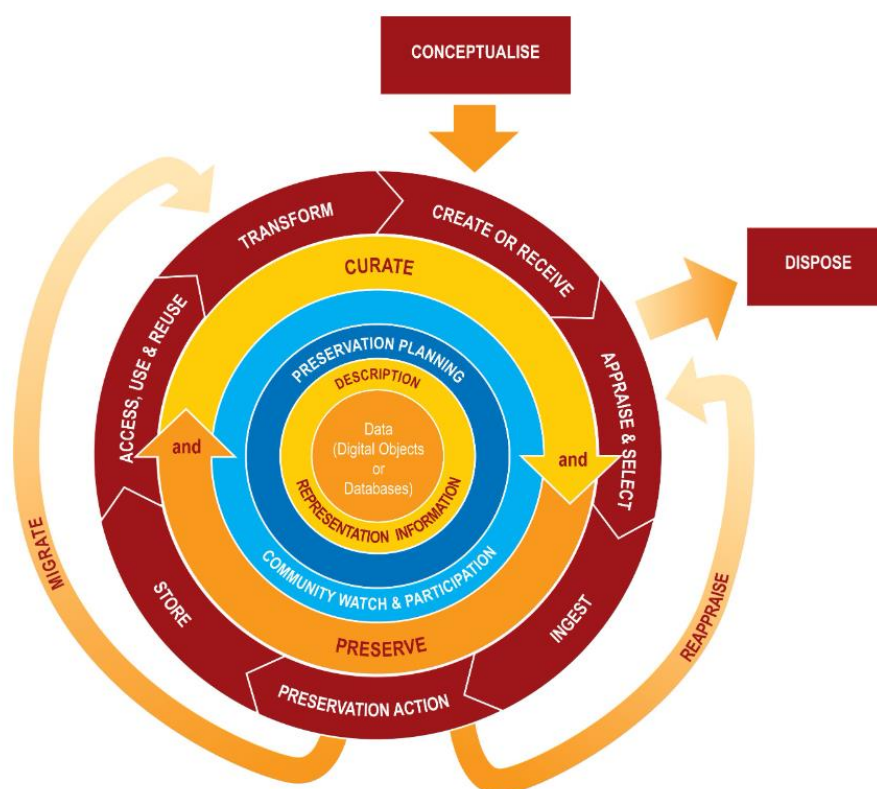 CONCEPTUALISE
DISPOSE
TRANSFORM
CREATE OR RECEIVE
APPRAISE & SELECT
INGEST
PRESERVATION ACTION
STORE
ACCESS, USE & REUSE
MIGRATE
REAPPRAISE
CURATE
and
PRESERVE
and
COMMUNITY WATCH & PARTICIPATION
PRESERVATION PLANNING
DESCRIPTION
REPRESENTATION INFORMATION
Data
(Digital Objects
or
Databases)